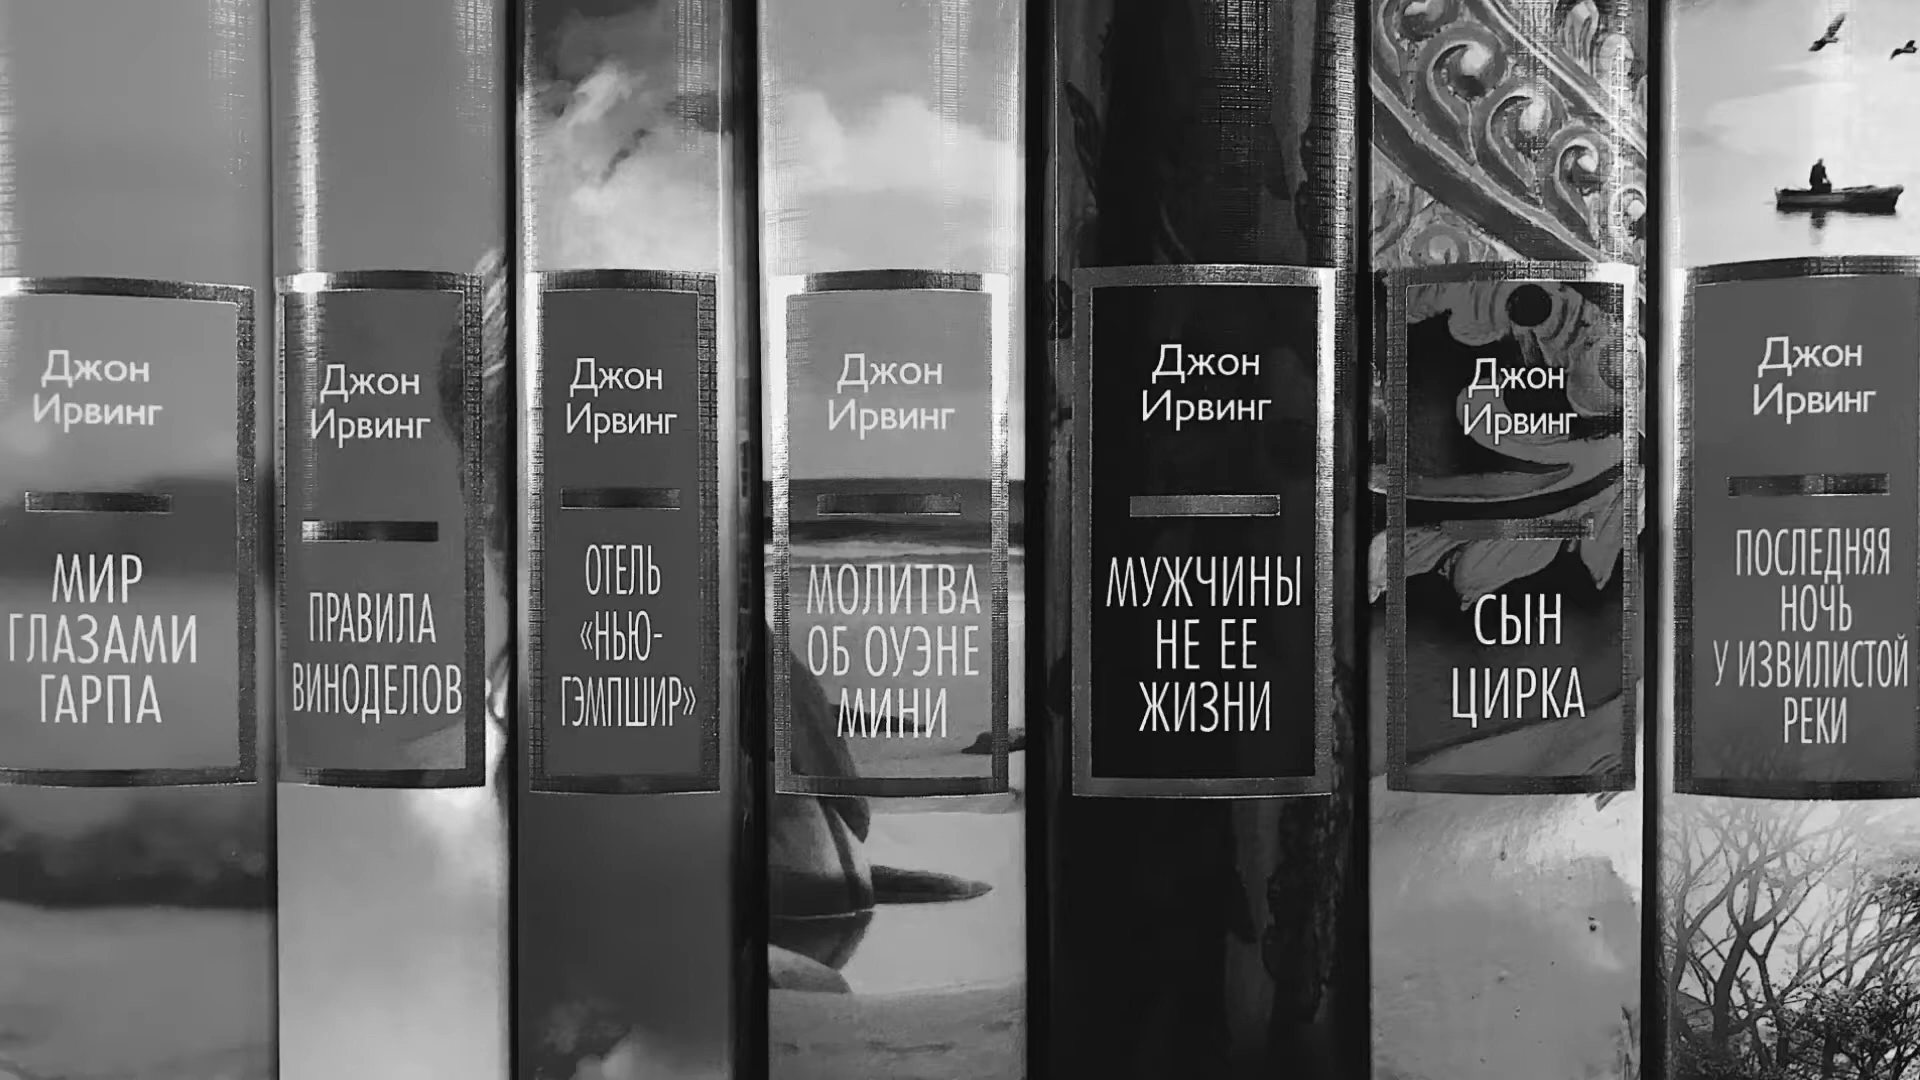 Джон
Ирвинг
МИР
ГЛАЗАМИ
ГАРПА
Джон
Ирвинг
ПРАВИЛА
ВИНОДЕЛОВ
Джон
Ирвинг
ОТЕЛЬ
«НЬЮ-
ГЭМПШИР»
Джон
Ирвинг
МОЛИТВА
ОБ ОУЭНЕ
МИНИ
Джон
Ирвинг
МУЖЧИНЫ
НЕ ЕЕ
ЖИЗНИ
Джон
Ирвинг
СЫН
ЦИРКА
Джон
Ирвинг
ПОСЛЕДНЯЯ
НОЧЬ
У ИЗВИЛИСТОЙ
РЕКИ